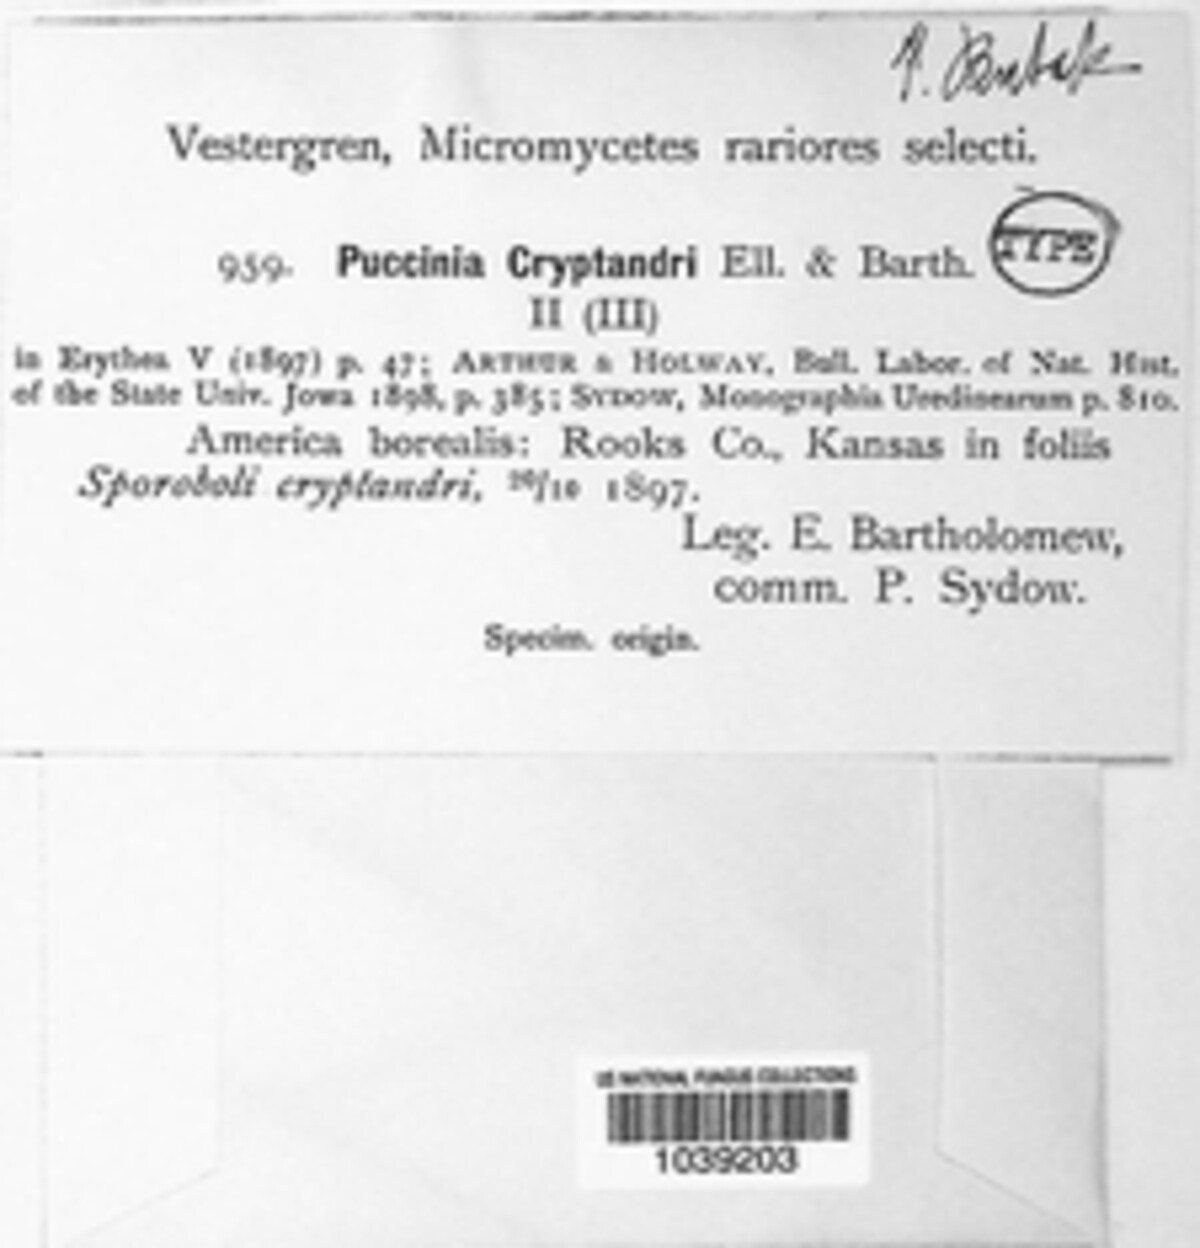 Bubák
Vestergren, Micromycetes rariores selecti.
959. Puccinia Cryptandri Ell. & Barth. TYPE
II (III)
in Erythea V (1897) p. 47; ARTHUR & HOLWAY, Bull. Labor. of Nat. Hist.
of the State Univ. Jowa 1898, p. 385; SYDOW, Monographia Uredinearum p. 810.
America borealis: Rooks Co., Kansas in foliis
Sporoboli cryptandri, 20/10 1897.
Leg. E. Bartholomew,
comm. P. Sydow.
Specim. origin.
US NATIONAL FUNGUS COLLECTIONS
1039203